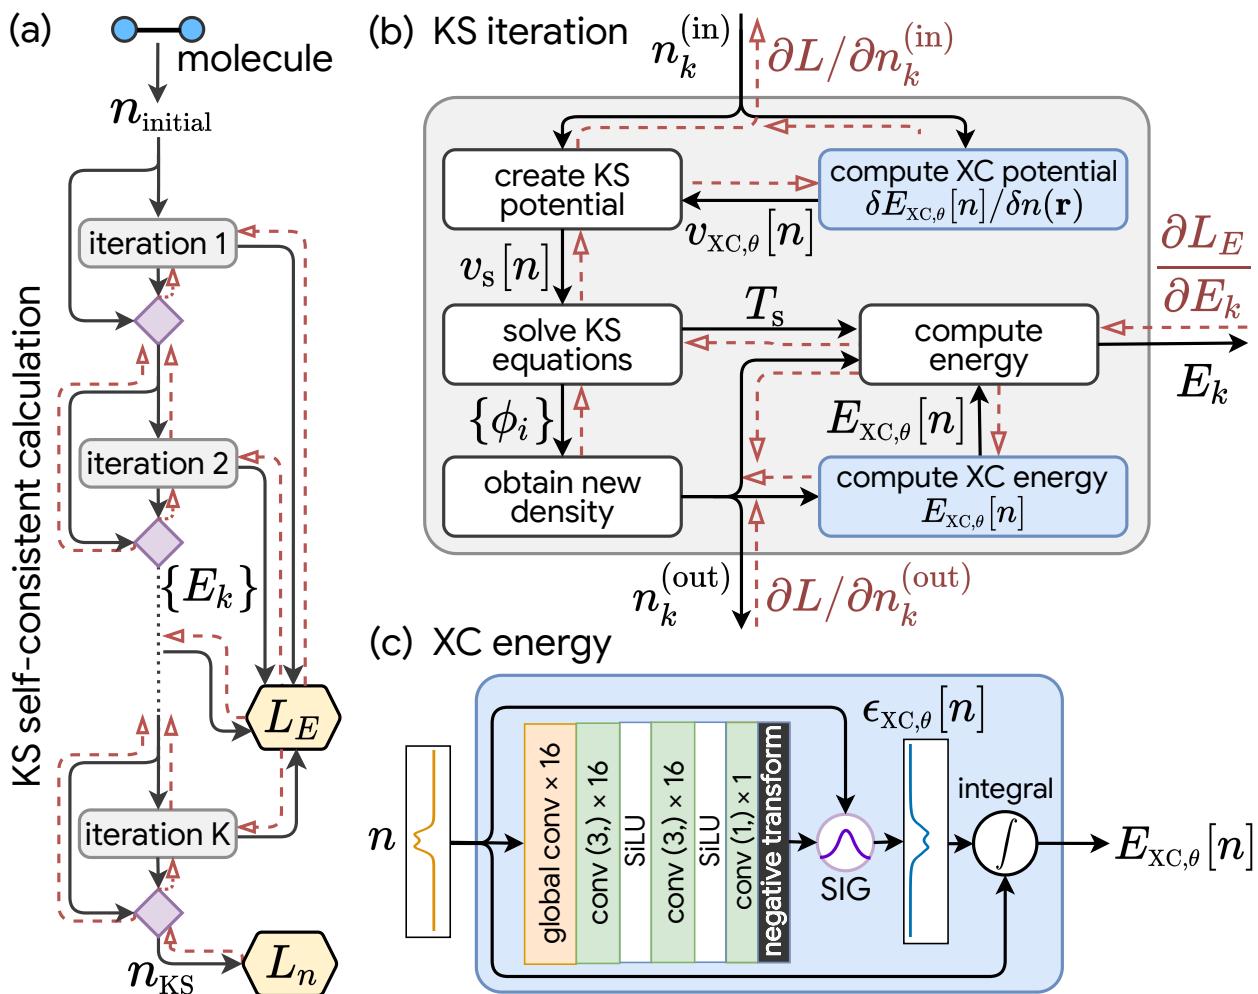 (a)
molecule
n_initial
KS self-consistent calculation
iteration 1
iteration 2
{E_k}
L_E
iteration K
n_KS
L_n
(b) KS iteration
n_k^(in)
∂L/∂n_k^(in)
create KS
potential
compute XC potential
δE_XC,θ[n]/δn(r)
v_XC,θ[n]
v_s[n]
∂L_E
∂E_k
solve KS
equations
T_s
compute
energy
E_k
{ϕ_i}
E_XC,θ[n]
obtain new
density
compute XC energy
E_XC,θ[n]
n_k^(out)
∂L/∂n_k^(out)
(c) XC energy
n
global conv × 16
conv (3,) × 16
SiLU
conv (3,) × 16
SiLU
conv (1,) × 1
negative transform
SIG
ϵ_XC,θ[n]
integral
∫
E_XC,θ[n]